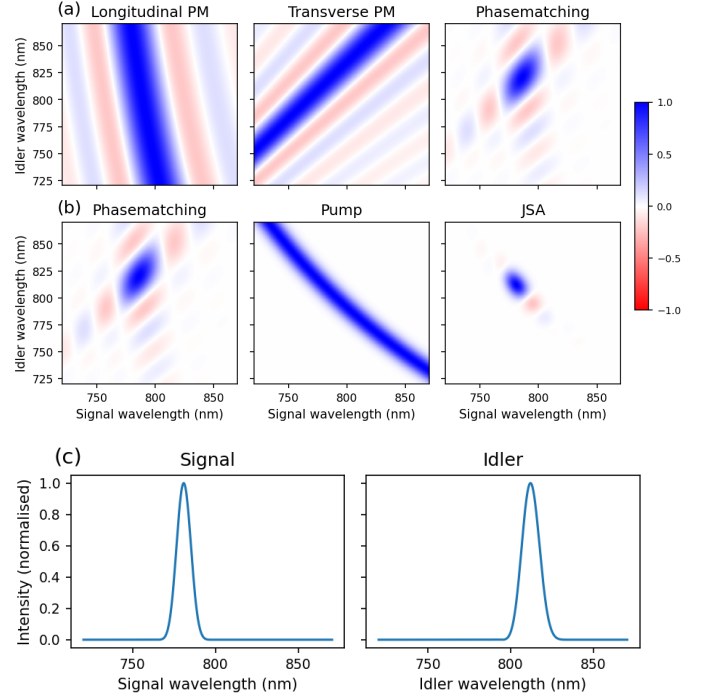 (a)
Longitudinal PM
Transverse PM
Phasematching
Idler wavelength (nm)
850
825
800
775
750
725
1.0
0.5
0.0
−0.5
−1.0
(b)
Phasematching
Pump
JSA
Idler wavelength (nm)
850
825
800
775
750
725
750 800 850
750 800 850
750 800 850
Signal wavelength (nm)
Signal wavelength (nm)
Signal wavelength (nm)
(c)
Signal
Idler
Intensity (normalised)
1.0
0.8
0.6
0.4
0.2
0.0
750 800 850
750 800 850
Signal wavelength (nm)
Idler wavelength (nm)